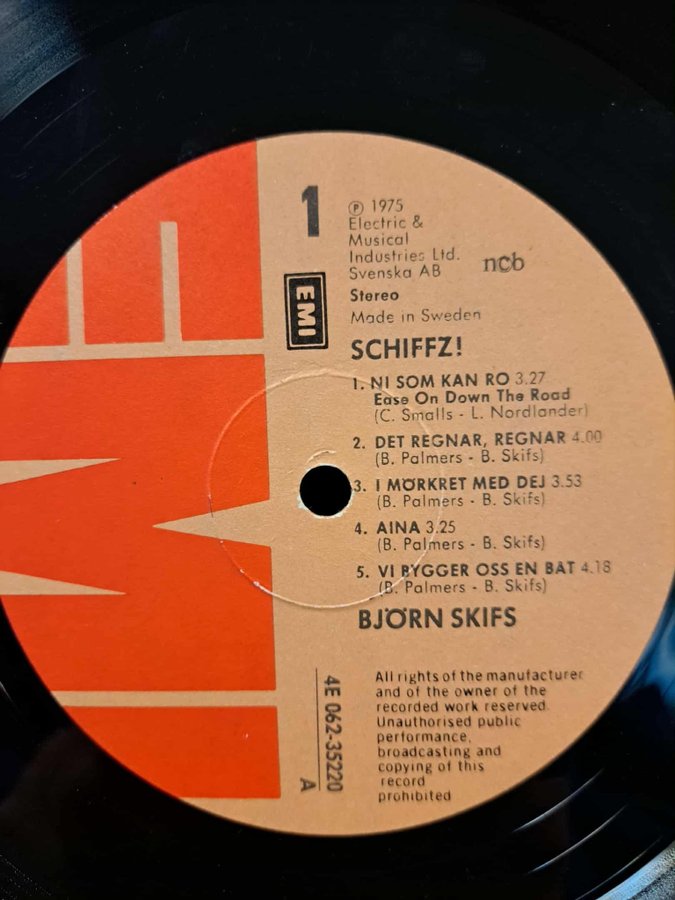 1
℗ 1975
Electric &
Musical
Industries Ltd.
Svenska AB
ncb
Stereo
Made in Sweden
EMI
SCHIFFZ!
1. NI SOM KAN RO 3.27
Ease On Down The Road
(C. Smalls - L. Nordlander)
2. DET REGNAR, REGNAR 4.00
(B. Palmers - B. Skifs)
3. I MÖRKRET MED DEJ 3.53
(B. Palmers - B. Skifs)
4. AINA 3.25
(B. Palmers - B. Skifs)
5. VI BYGGER OSS EN BAT 4.18
(B. Palmers - B. Skifs)
BJÖRN SKIFS
4E 062-35220
A
All rights of the manufacturer
and of the owner of the
recorded work reserved.
Unauthorised public
performance,
broadcasting and
copying of this
record
prohibited
EMI